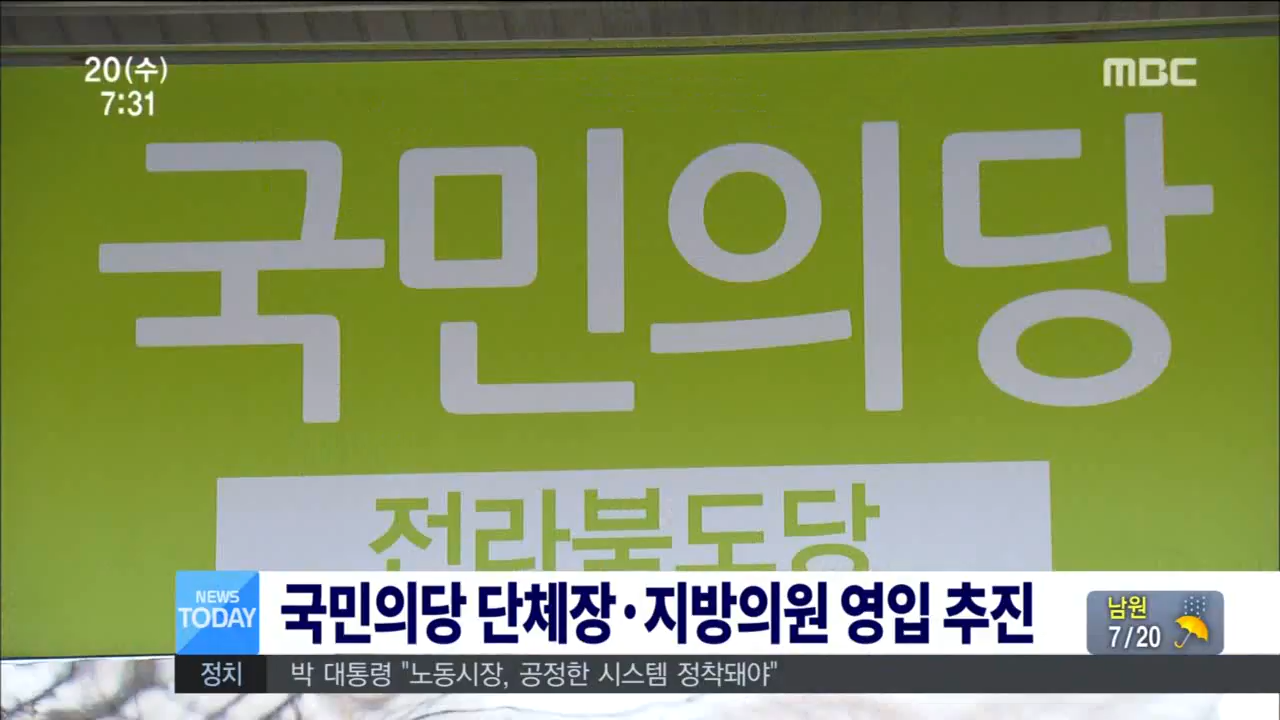 20(수)
7:31
MBC
국민의당
전라북도당
NEWS
TODAY
국민의당 단체장·지방의원 영입 추진
남원
7/20
정치
박 대통령 "노동시장, 공정한 시스템 정착돼야"